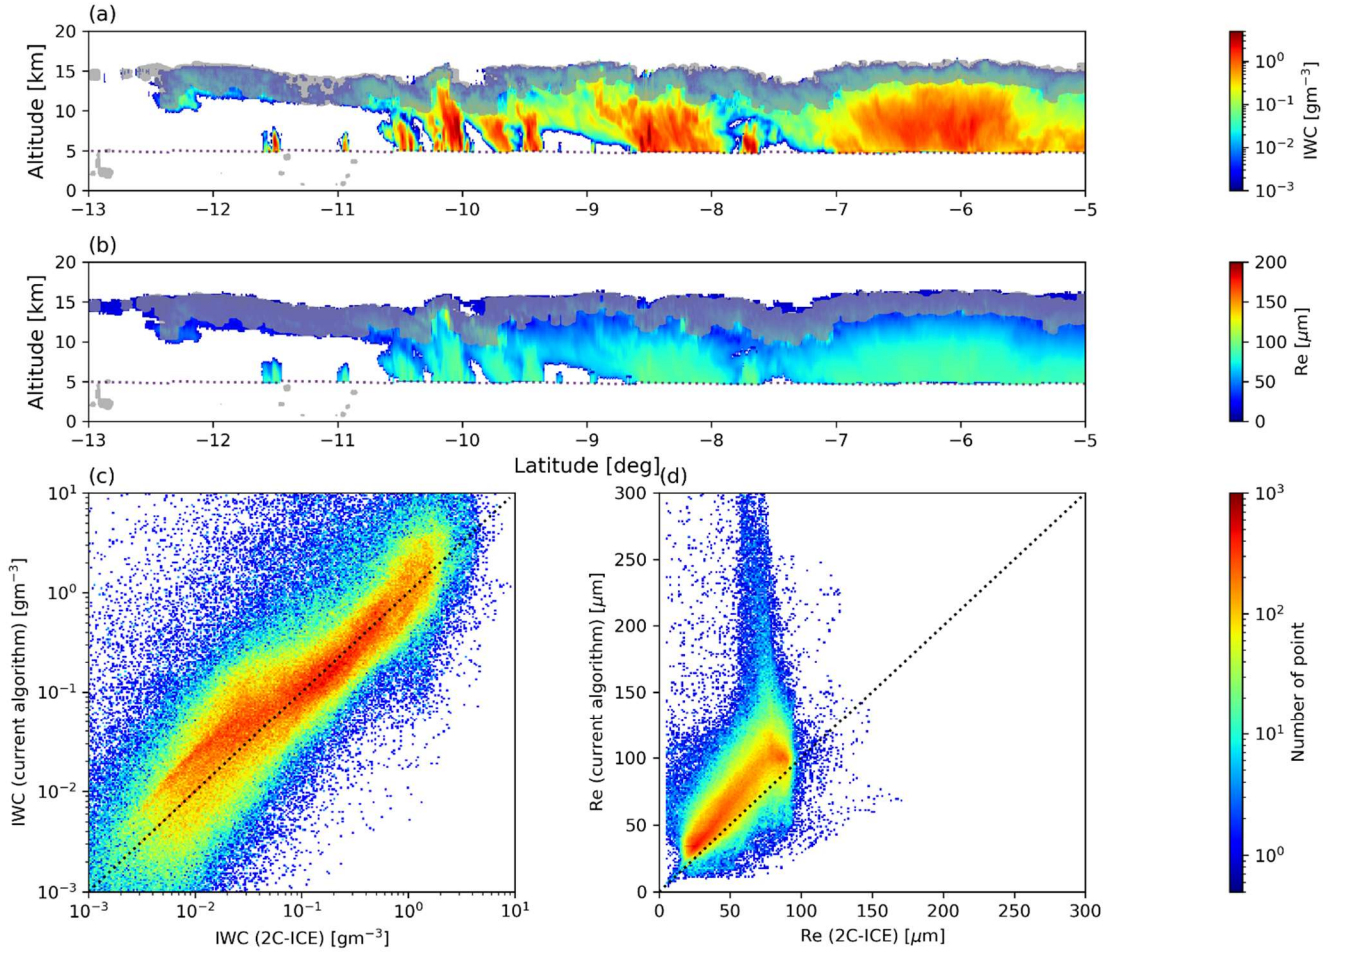 (a)
20
15
10
5
0
Altitude [km]
−13 −12 −11 −10 −9 −8 −7 −6 −5
10⁰
10⁻¹
10⁻²
10⁻³
IWC [gm⁻³]
(b)
20
15
10
5
0
Altitude [km]
−13 −12 −11 −10 −9 −8 −7 −6 −5
Latitude [deg]
200
150
100
50
0
Re [μm]
(c)
10¹
10⁰
10⁻¹
10⁻²
10⁻³
IWC (current algorithm) [gm⁻³]
10⁻³ 10⁻² 10⁻¹ 10⁰ 10¹
IWC (2C-ICE) [gm⁻³]
(d)
300
250
200
150
100
50
0
Re (current algorithm) [μm]
0 50 100 150 200 250 300
Re (2C-ICE) [μm]
10³
10²
10¹
10⁰
Number of point